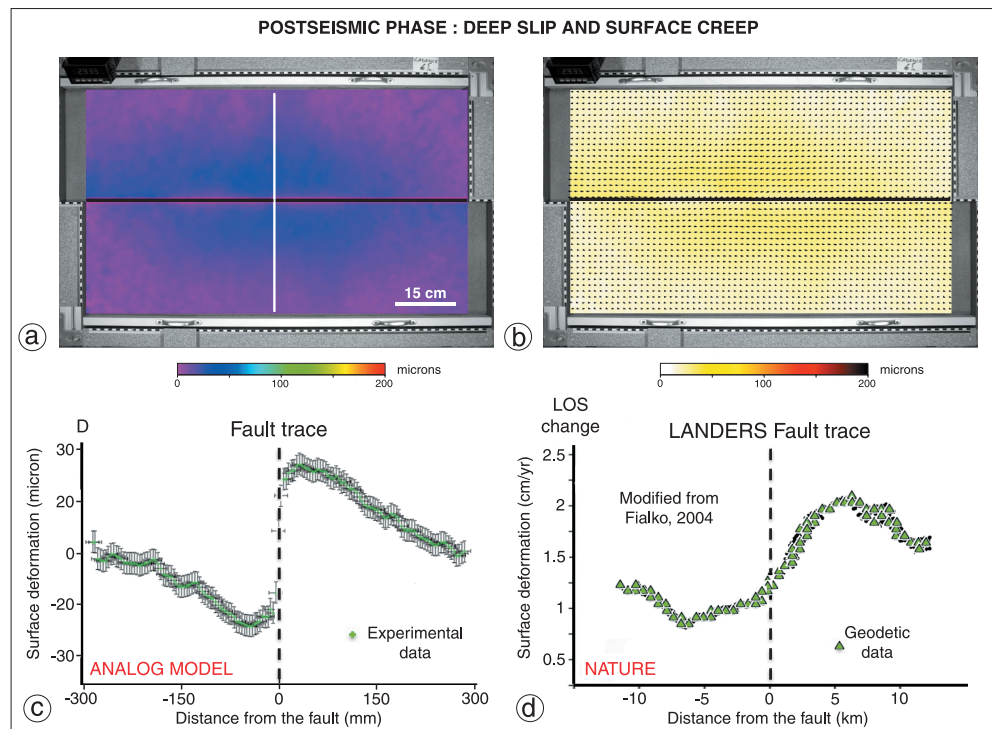 POSTSEISMIC PHASE : DEEP SLIP AND SURFACE CREEP
15 cm
a
b
0
100
200
microns
0
100
200
microns
D
Fault trace
30
20
0
-20
-30
Surface deformation (micron)
Experimental
data
ANALOG MODEL
-300
-150
0
150
300
Distance from the fault (mm)
c
LOS
change
LANDERS Fault trace
2.5
2
1.5
1
0.5
Surface deformation (cm/yr)
Modified from
Fialko, 2004
Geodetic
data
NATURE
-10
-5
0
5
10
Distance from the fault (km)
d